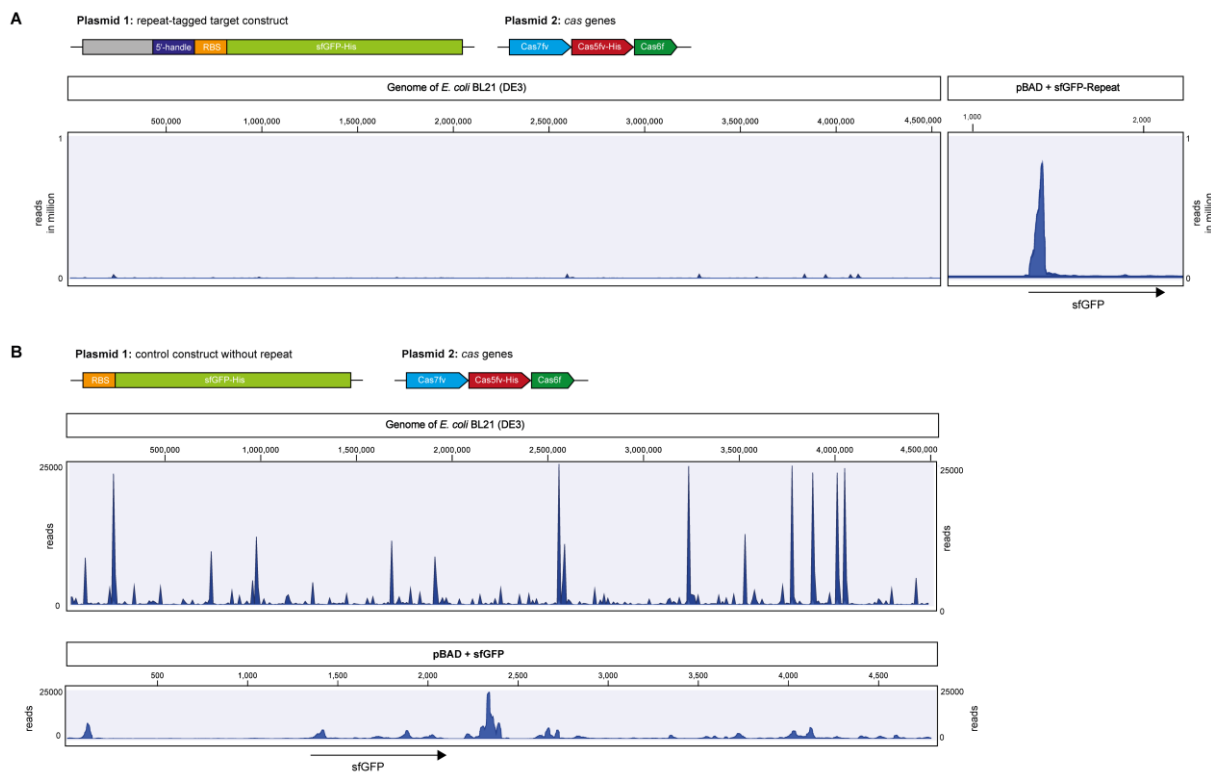 A
Plasmid 1: repeat-tagged target construct
Plasmid 2: cas genes
5'-handle RBS sfGFP-His
Cas7fv Cas5fv-His Cas6f
Genome of E. coli BL21 (DE3)
pBAD + sfGFP-Repeat
500,000 1,000,000 1,500,000 2,000,000 2,500,000 3,000,000 3,500,000 4,000,000 4,500,000
1,000 2,000
1
1
reads
in million
reads
in million
0
0
sfGFP
B
Plasmid 1: control construct without repeat
Plasmid 2: cas genes
RBS sfGFP-His
Cas7fv Cas5fv-His Cas6f
Genome of E. coli BL21 (DE3)
500,000 1,000,000 1,500,000 2,000,000 2,500,000 3,000,000 3,500,000 4,000,000 4,500,000
25000
25000
reads
reads
0
0
pBAD + sfGFP
500 1,000 1,500 2,000 2,500 3,000 3,500 4,000 4,500
25000
25000
reads
reads
0
0
sfGFP